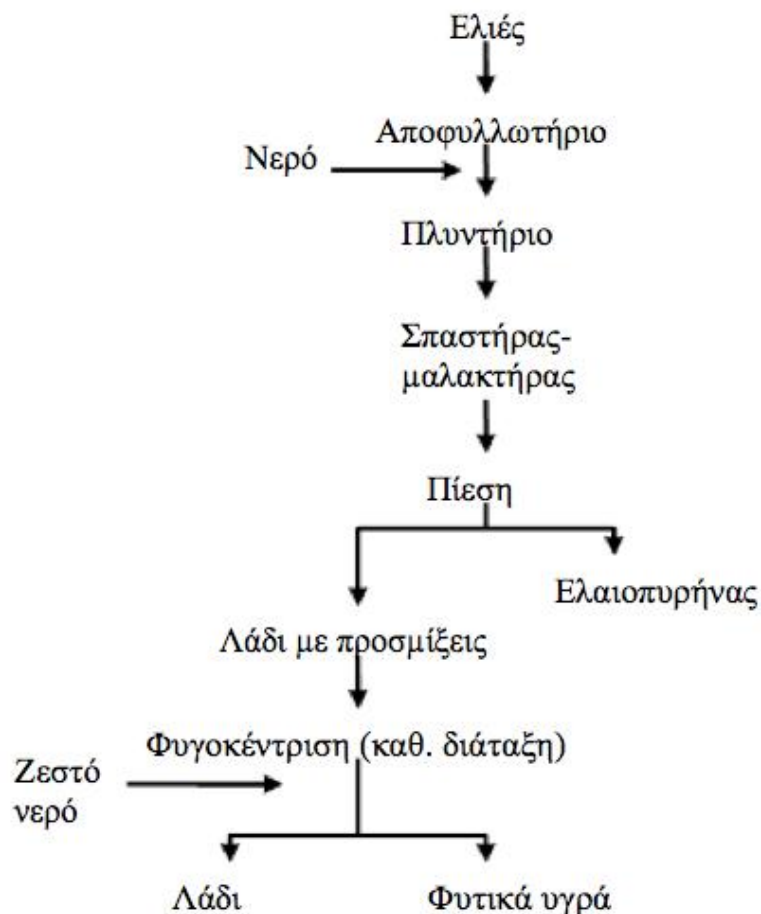 Ελιές
Αποφυλλωτήριο
Νερό
Πλυντήριο
Σπαστήρας-
μαλακτήρας
Πίεση
Ελαιοπυρήνας
Λάδι με προσμίξεις
Φυγοκέντριση (καθ. διάταξη)
Ζεστό
νερό
Λάδι
Φυτικά υγρά